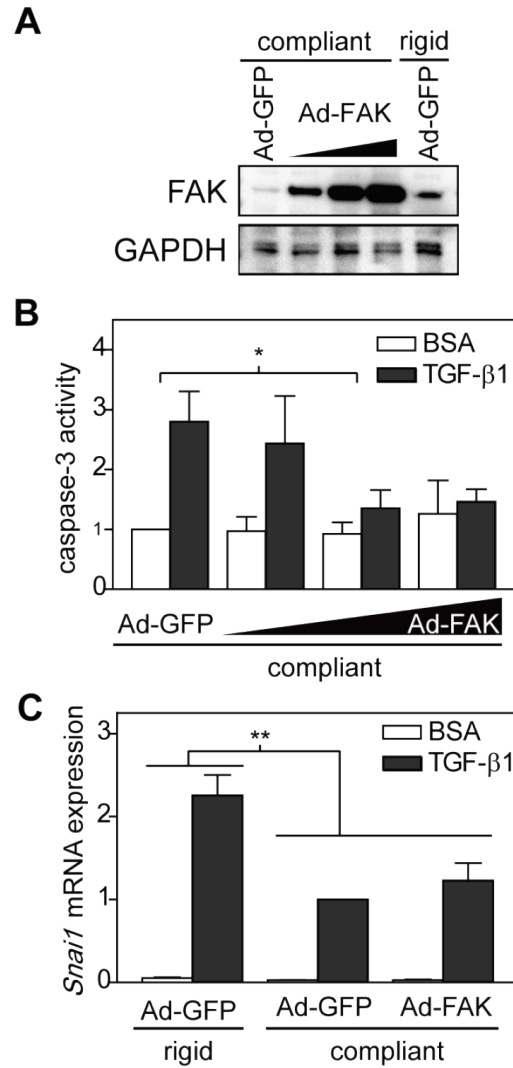 A
compliant rigid
Ad-GFP Ad-FAK Ad-GFP
FAK
GAPDH
B
caspase-3 activity
4
3
2
1
0
*
BSA
TGF-β1
Ad-GFP Ad-FAK
compliant
C
Snai1 mRNA expression
3
2
1
0
**
BSA
TGF-β1
Ad-GFP Ad-GFP Ad-FAK
rigid compliant